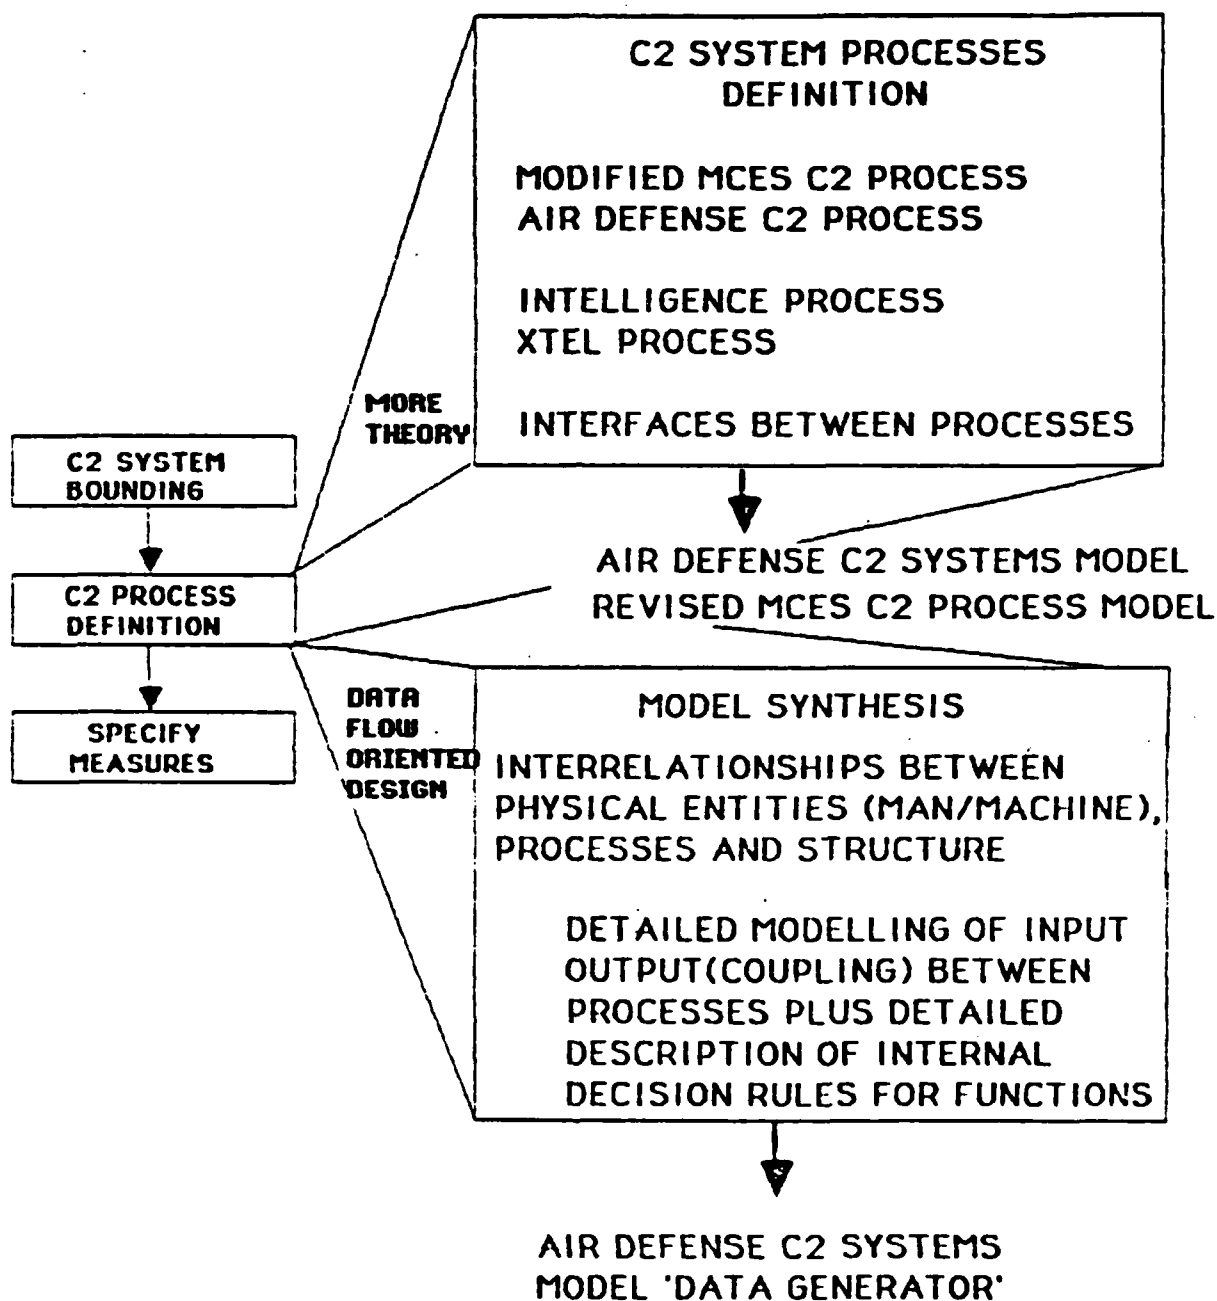 C2 SYSTEM PROCESSES
DEFINITION
MODIFIED MCES C2 PROCESS
AIR DEFENSE C2 PROCESS
INTELLIGENCE PROCESS
XTEL PROCESS
INTERFACES BETWEEN PROCESSES
MORE
THEORY
C2 SYSTEM
BOUNDING
C2 PROCESS
DEFINITION
SPECIFY
MEASURES
AIR DEFENSE C2 SYSTEMS MODEL
REVISED MCES C2 PROCESS MODEL
DATA
FLOW
ORIENTED
DESIGN
MODEL SYNTHESIS
INTERRELATIONSHIPS BETWEEN
PHYSICAL ENTITIES (MAN/MACHINE),
PROCESSES AND STRUCTURE
DETAILED MODELLING OF INPUT
OUTPUT(COUPLING) BETWEEN
PROCESSES PLUS DETAILED
DESCRIPTION OF INTERNAL
DECISION RULES FOR FUNCTIONS
AIR DEFENSE C2 SYSTEMS
MODEL 'DATA GENERATOR'